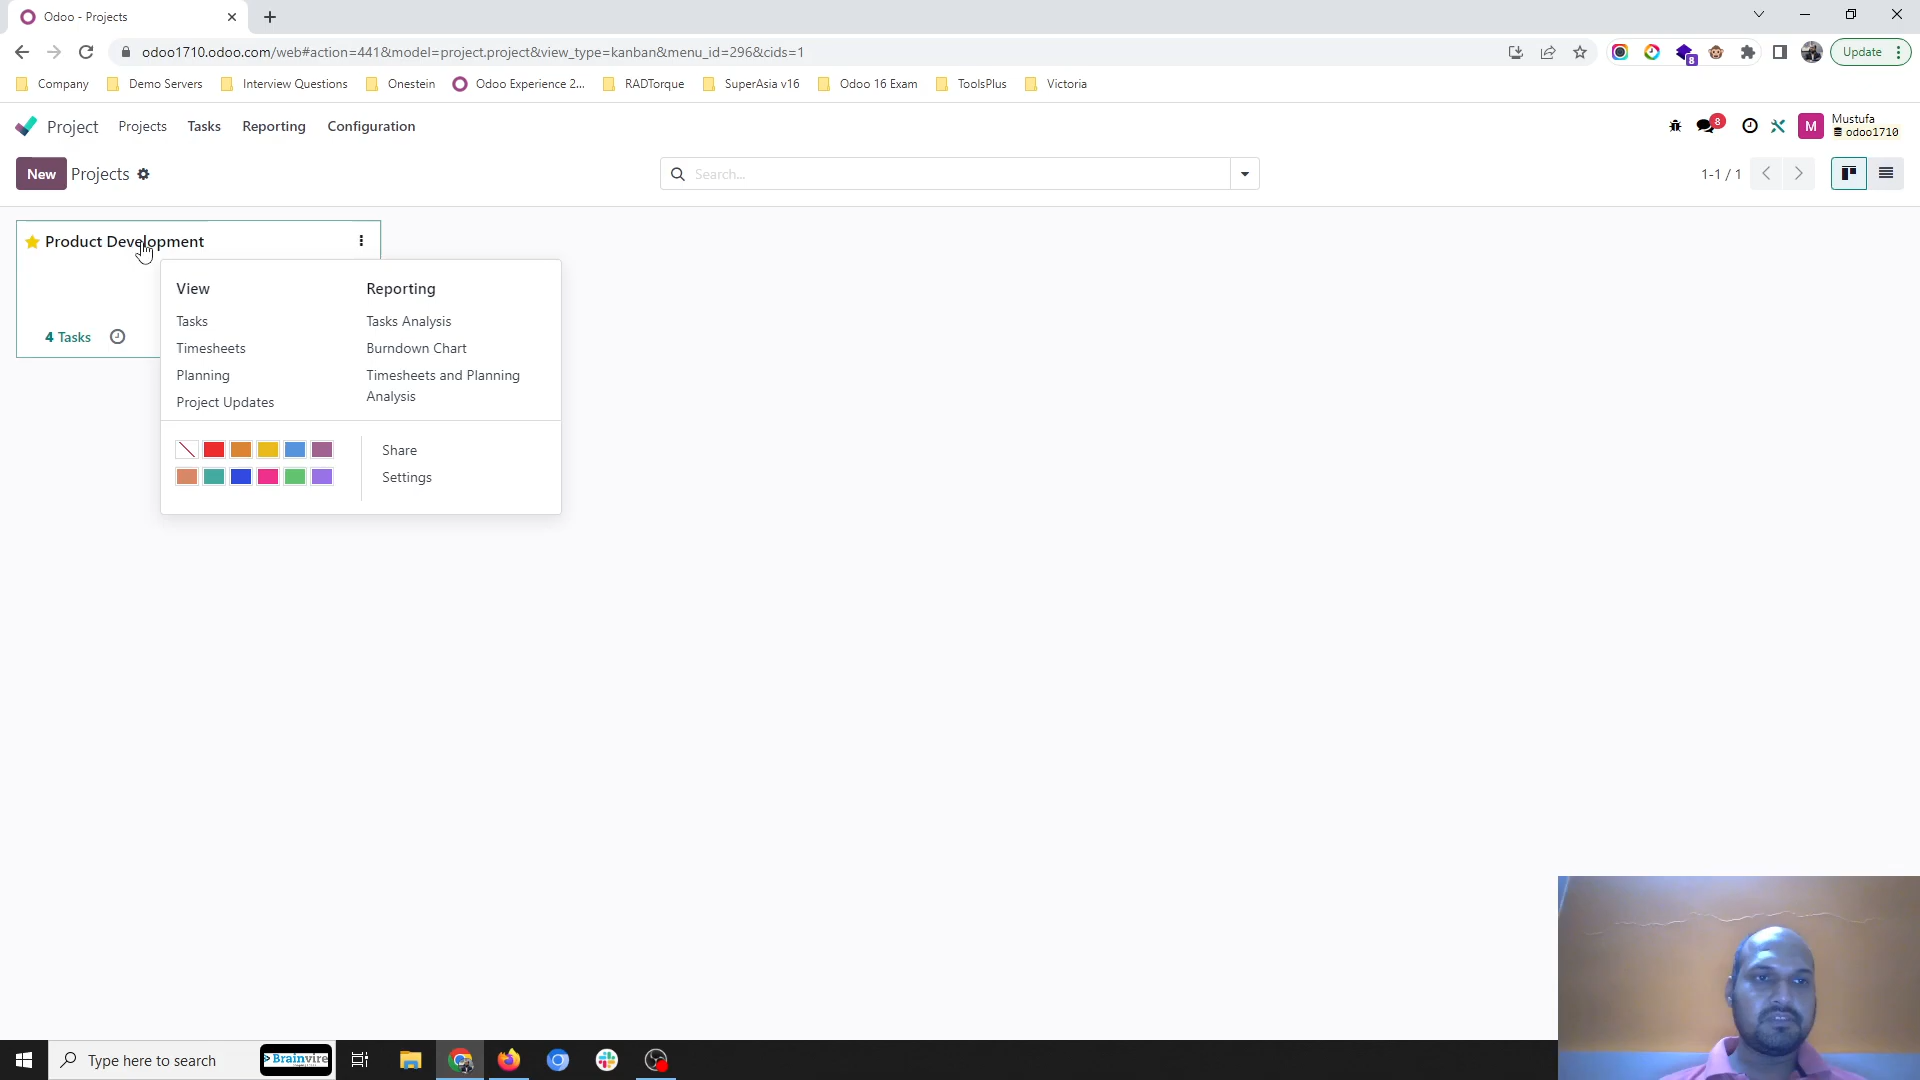 Odoo - Projects
odoo1710.odoo.com/web#action=441&model=project.project&view_type=kanban&menu_id=296&cids=1
8
Update
Company
Demo Servers
Interview Questions
Onestein
Odoo Experience 2...
RADTorque
SuperAsia v16
Odoo 16 Exam
ToolsPlus
Victoria
Project
Projects
Tasks
Reporting
Configuration
8
M
Mustufa
odoo1710
New
Projects
Search...
1-1 / 1
Product Development
4 Tasks
View
Reporting
Tasks
Tasks Analysis
Timesheets
Burndown Chart
Planning
Timesheets and Planning
Analysis
Project Updates
Share
Settings
Type here to search
Brainvire